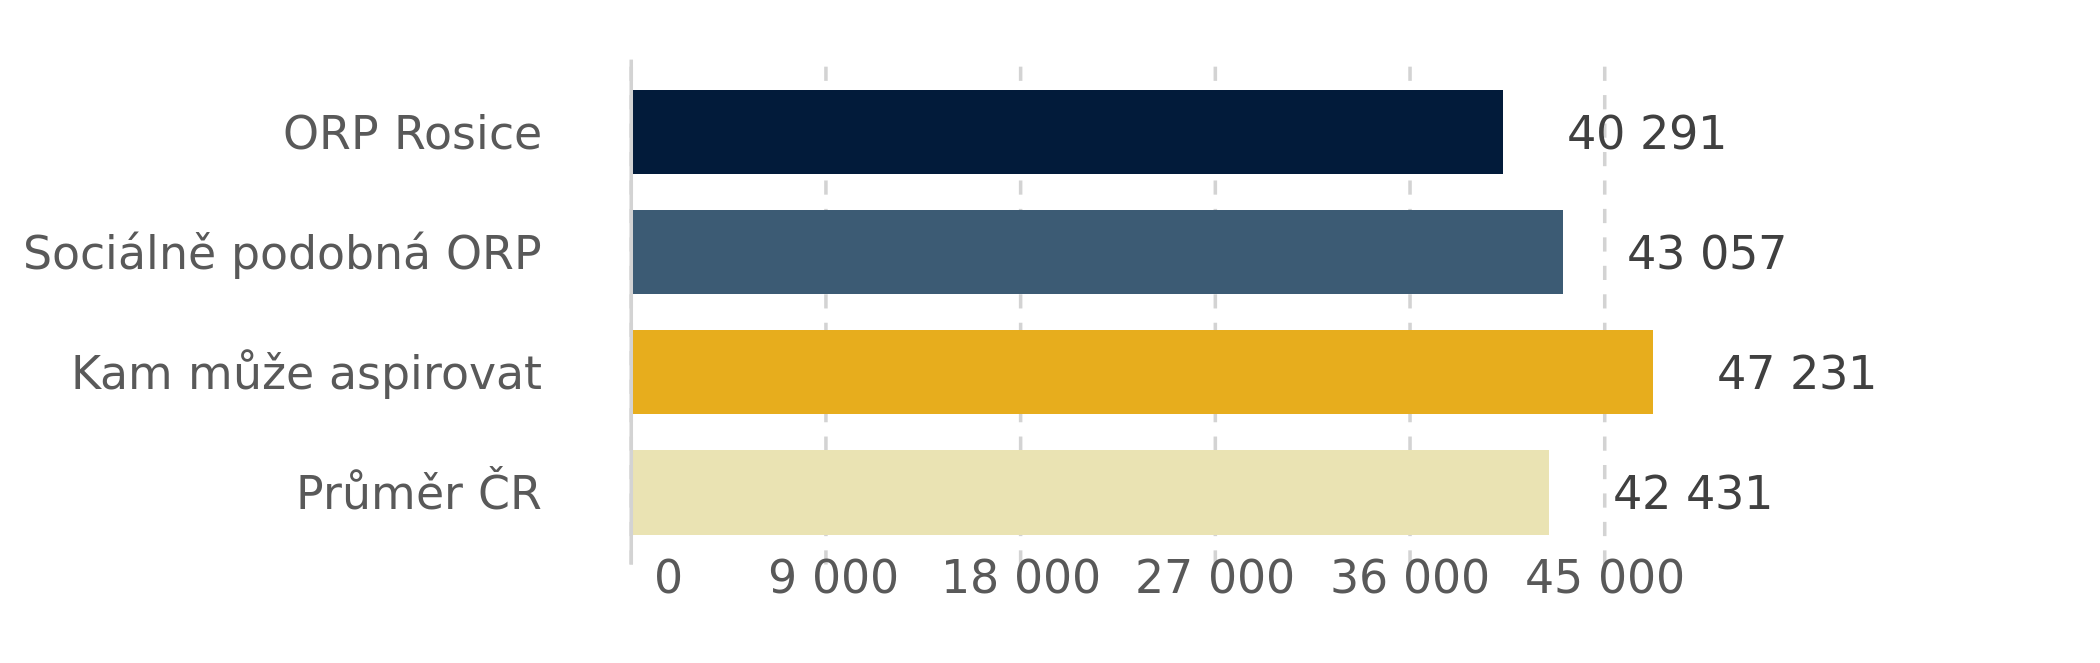 ORP Rosice 40 291
Sociálně podobná ORP 43 057
Kam může aspirovat 47 231
Průměr ČR 42 431
0 9 000 18 000 27 000 36 000 45 000